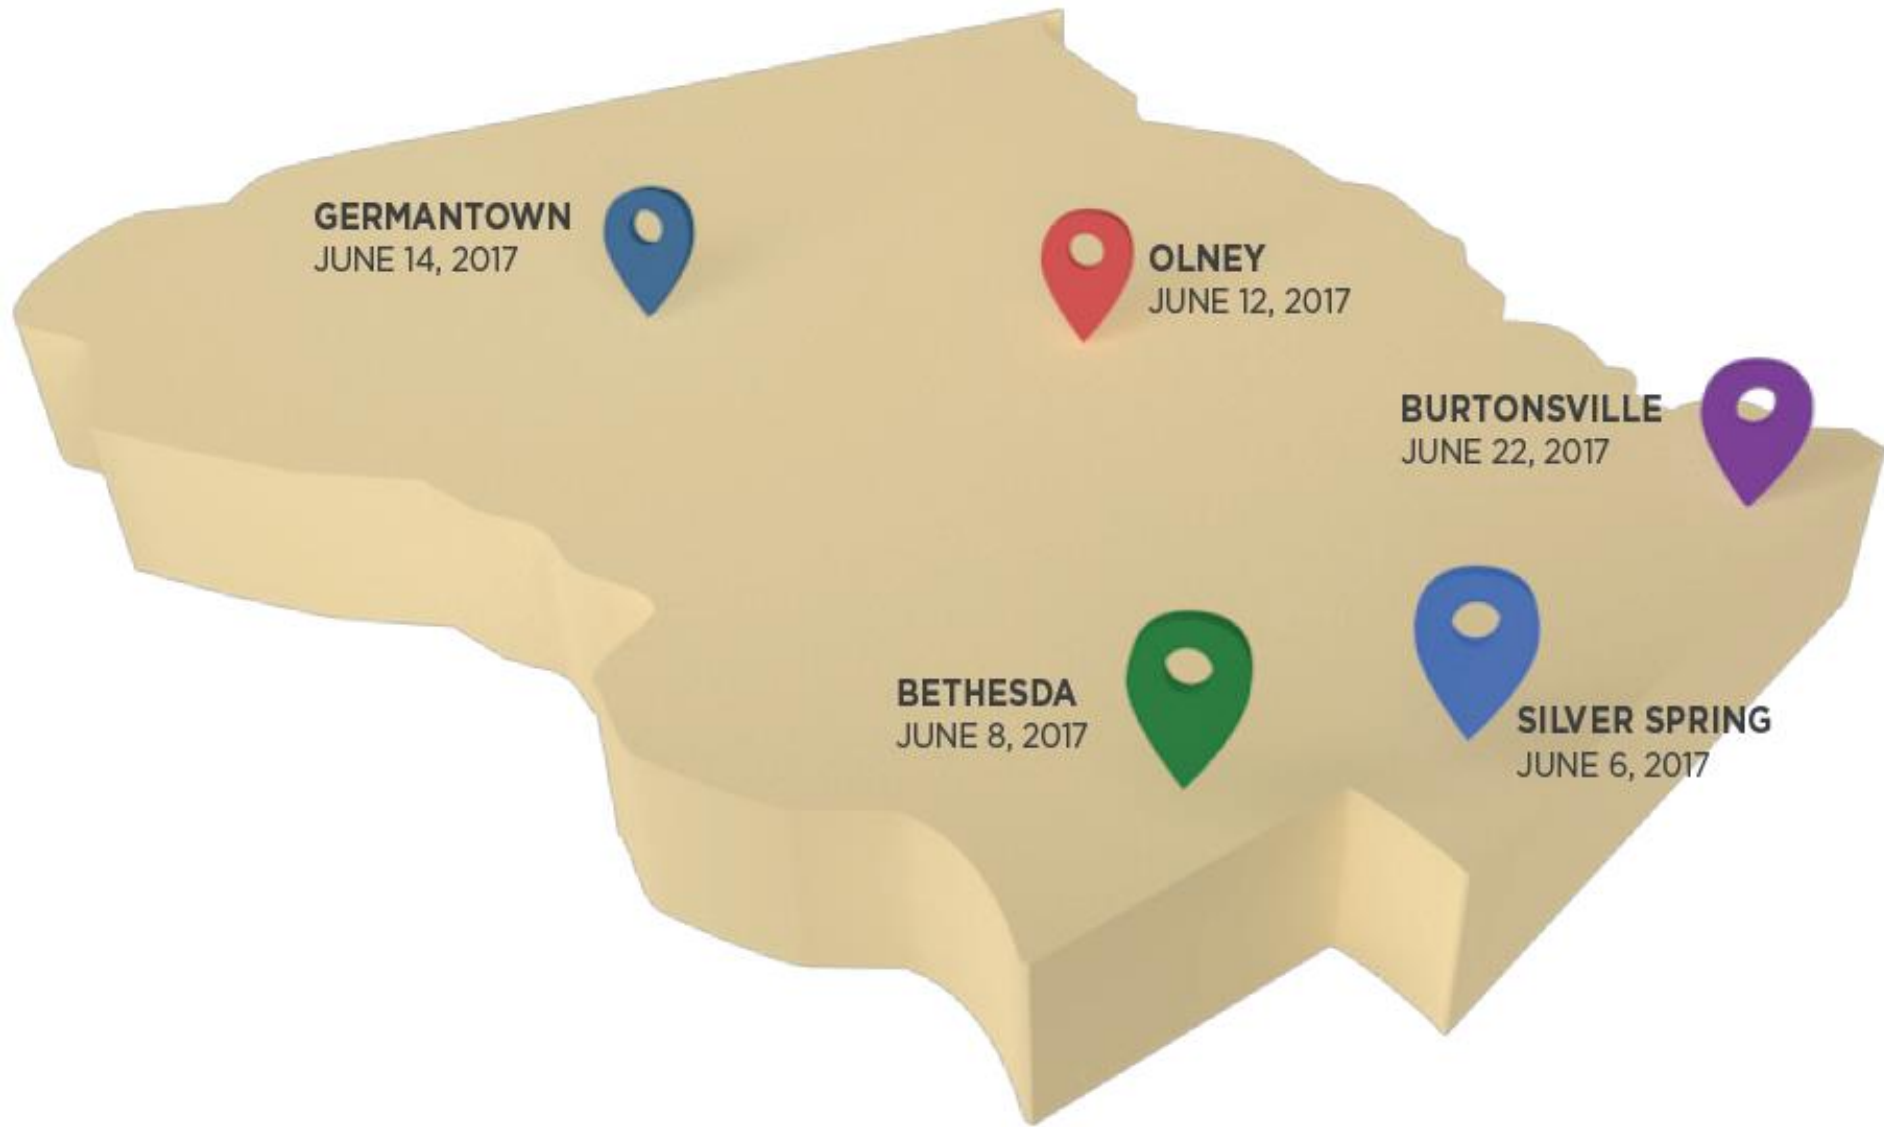 GERMANTOWN
JUNE 14, 2017
OLNEY
JUNE 12, 2017
BURTONSVILLE
JUNE 22, 2017
BETHESDA
JUNE 8, 2017
SILVER SPRING
JUNE 6, 2017